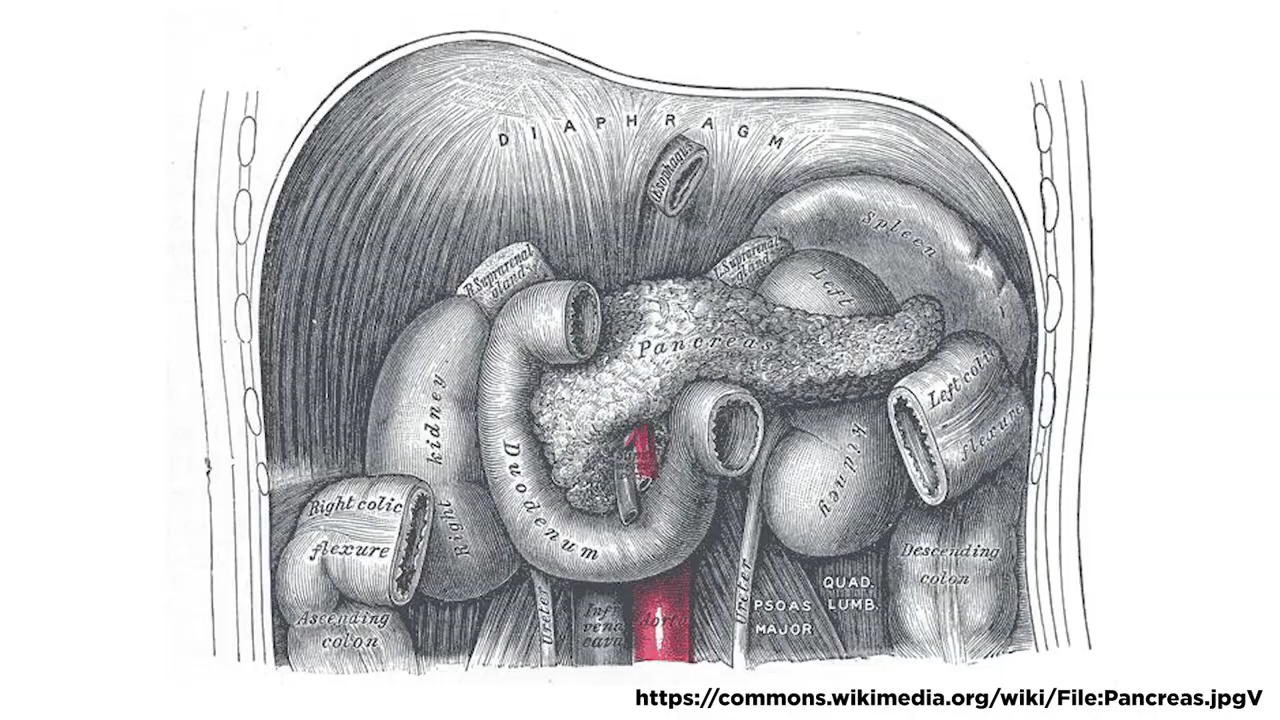 DIAPHRAGM
Œsophagus
Spleen
R.Suprarenal
gland
L.Suprarenal
gland
Left
Pancreas
kidney
Duodenum
Left colic
flexure
kidney
Right colic
flexure
Right
Descending
colon
Ascending
colon
Ureter
Infr
vena
cava
Aorta
Ureter
PSOAS
MAJOR
QUAD.
LUMB.
https://commons.wikimedia.org/wiki/File:Pancreas.jpgV